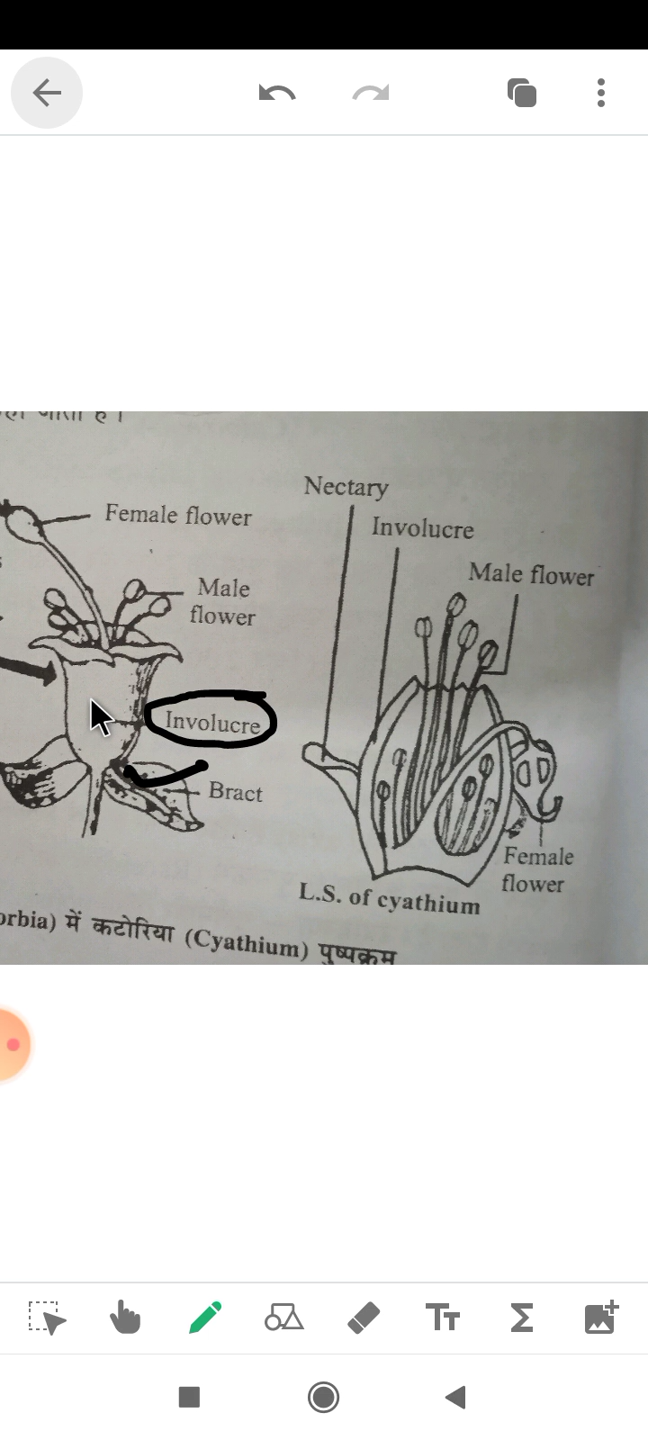 जाता है।
Female flower
Male
flower
Involucre
Bract
Nectary
Involucre
Male flower
Female
flower
L.S. of cyathium
orbia) में कटोरिया (Cyathium) पुष्पक्रम